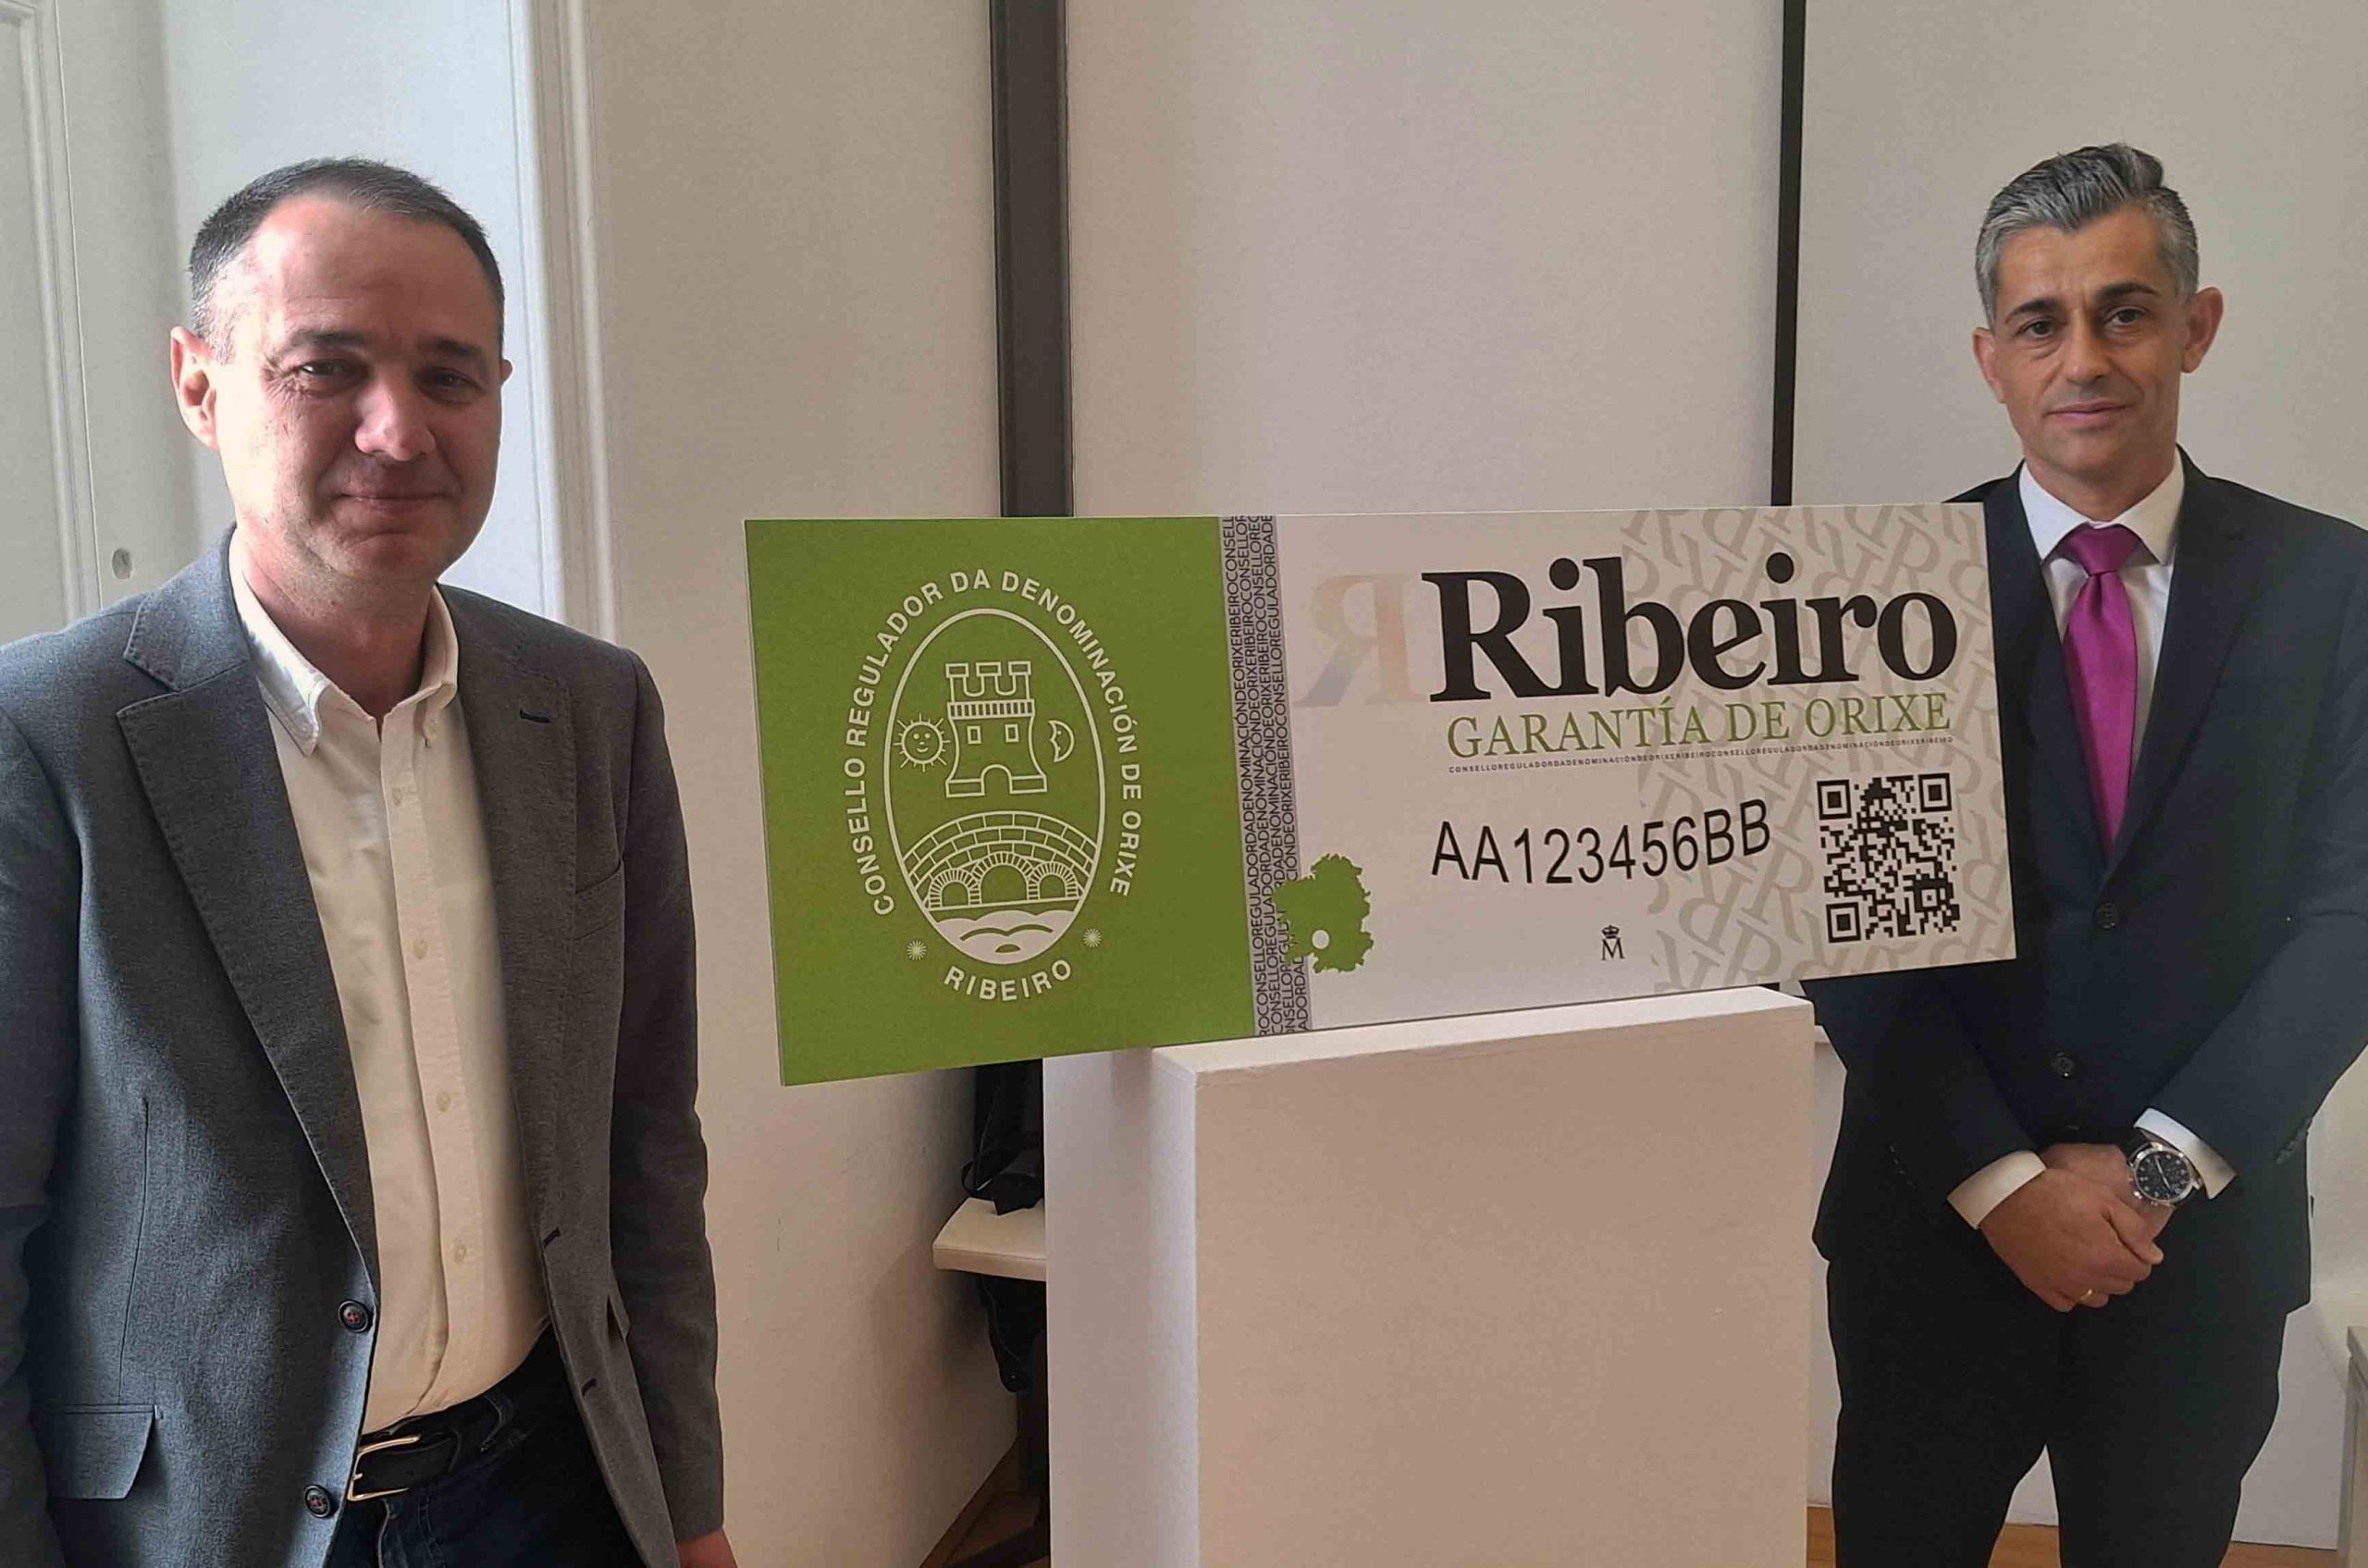 CONSELLO REGULADOR DA DENOMINACIÓN DE ORIXE
RIBEIRO
R
Ribeiro
GARANTÍA DE ORIXE
CONSELLOREGULADORDADENOMINACIÓNDEORIXERIBEIROCONSELLOREGULADORDADENOMINACIÓNDEORIXERIBEIRO
AA123456BB
M